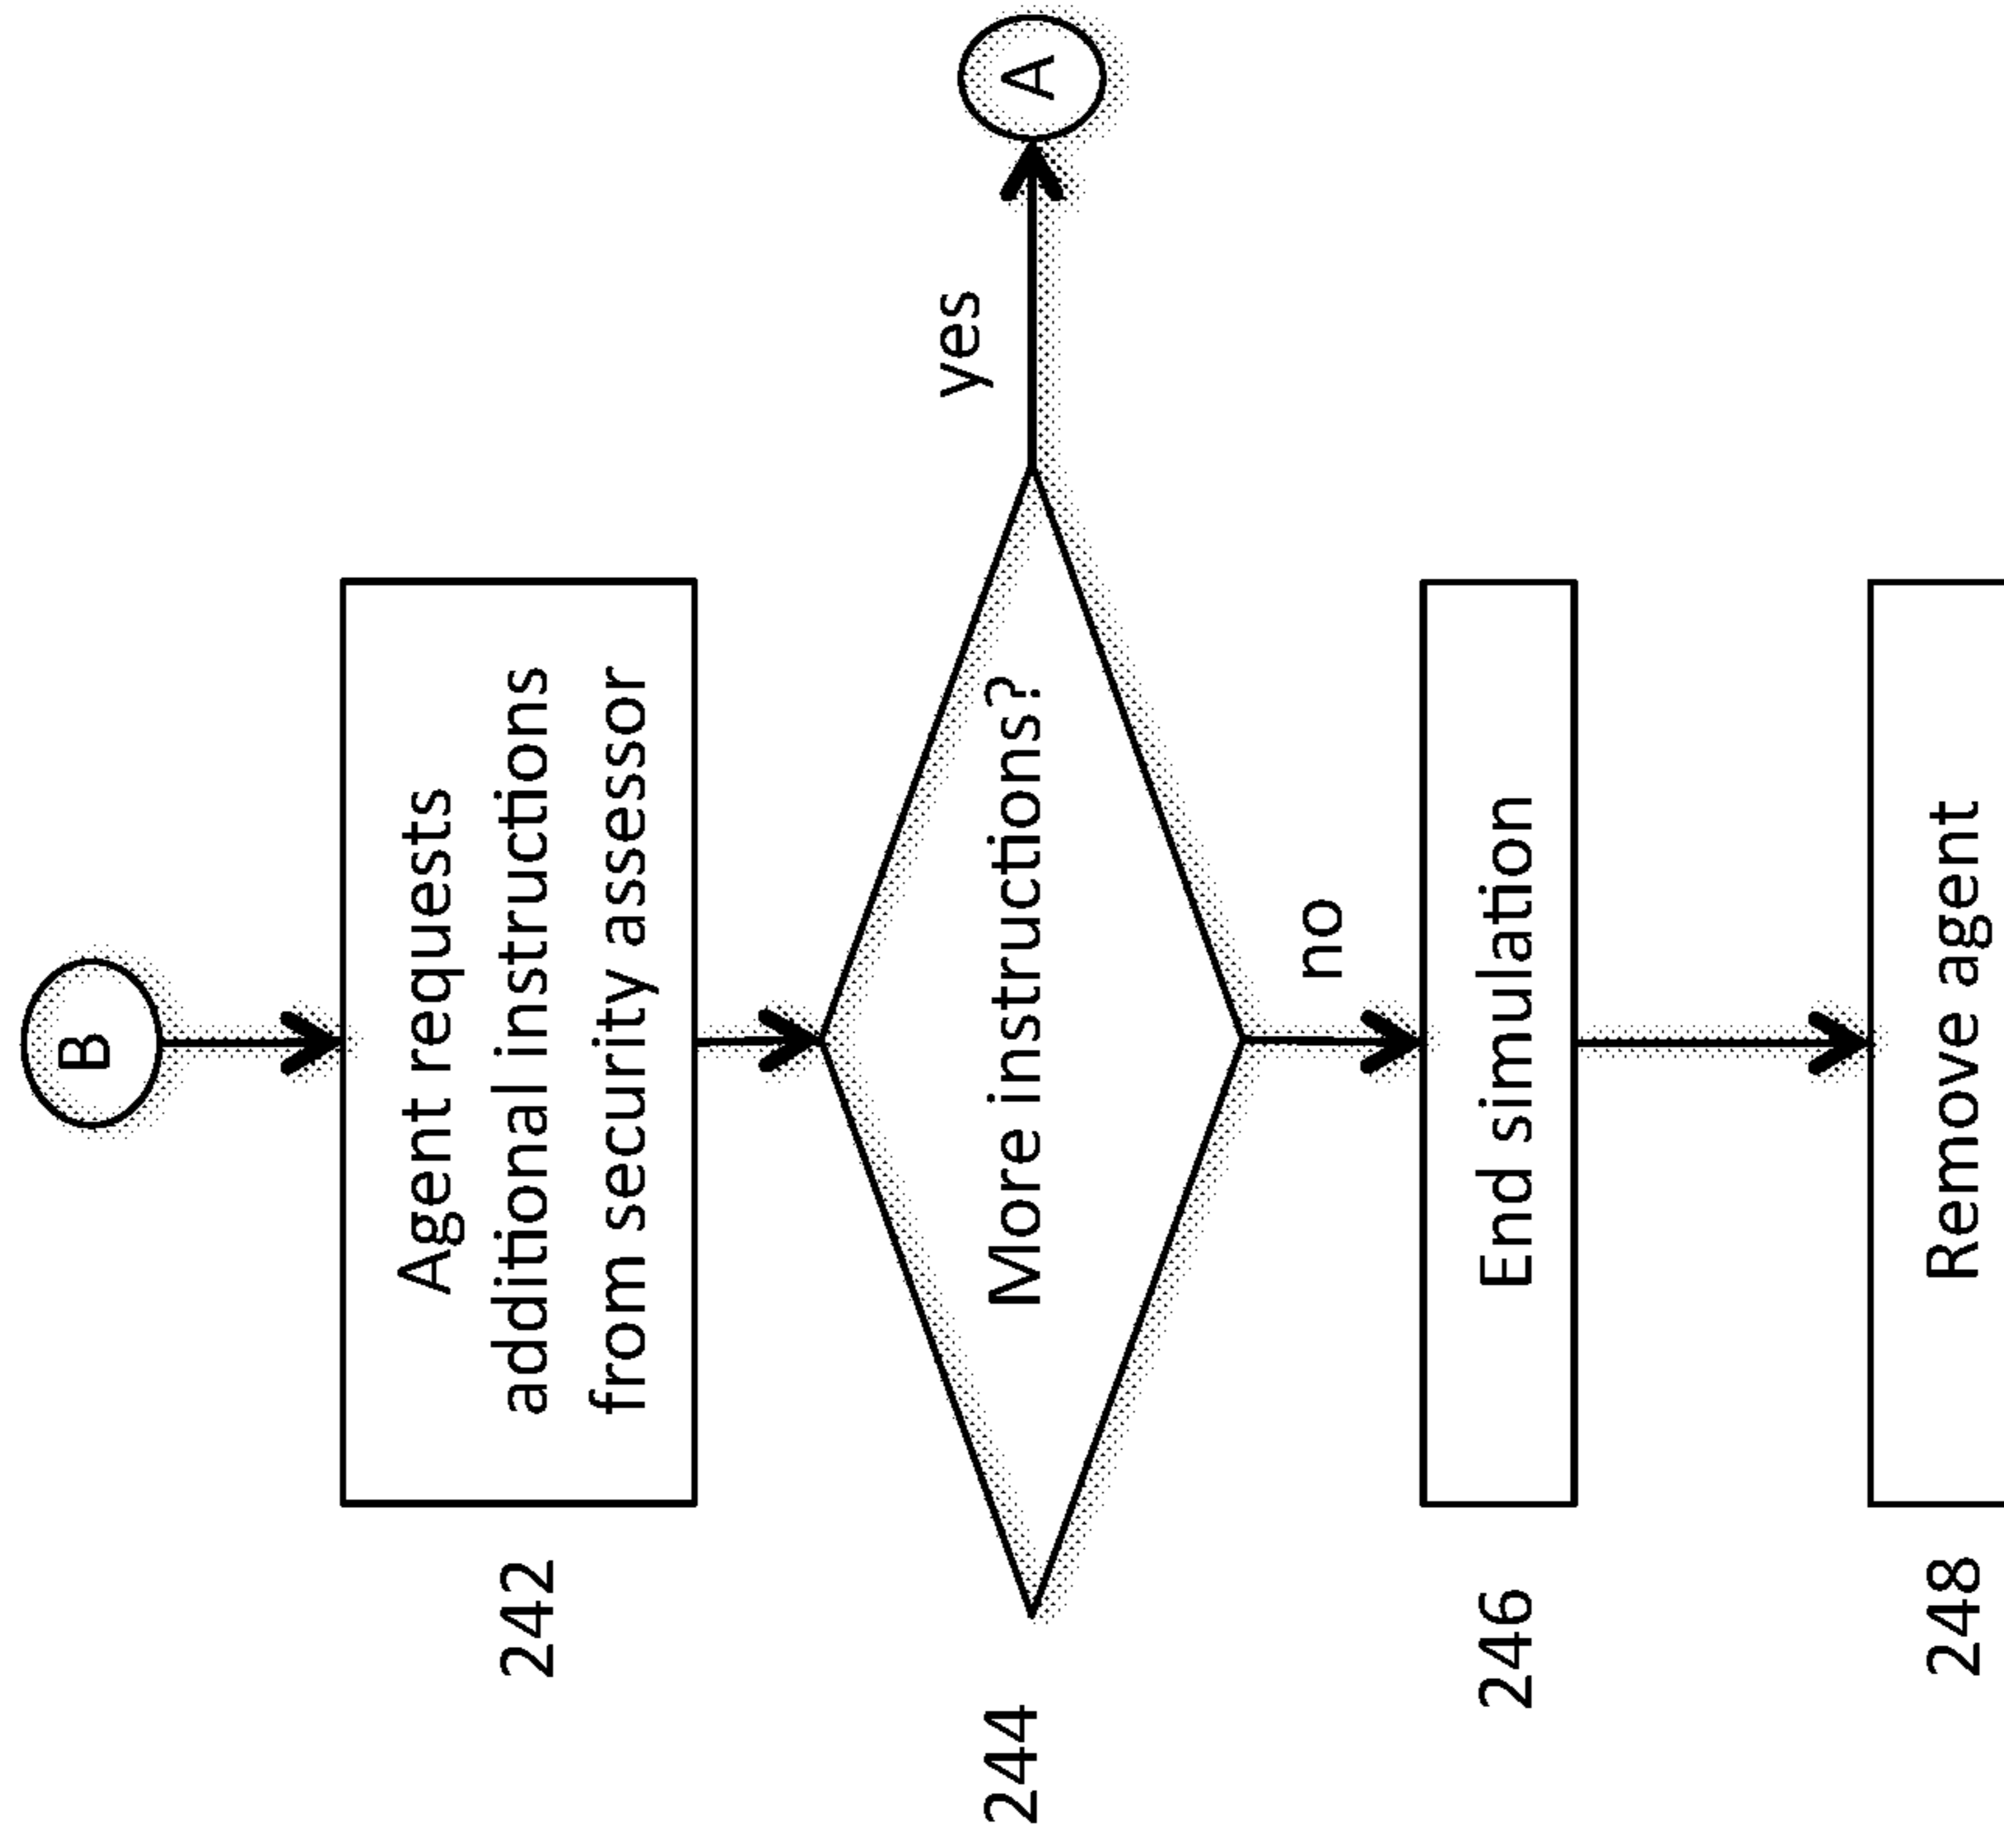 B
Agent requests
additional instructions
from security assessor
242
More instructions?
244
yes
A
no
End simulation
246
Remove agent
248